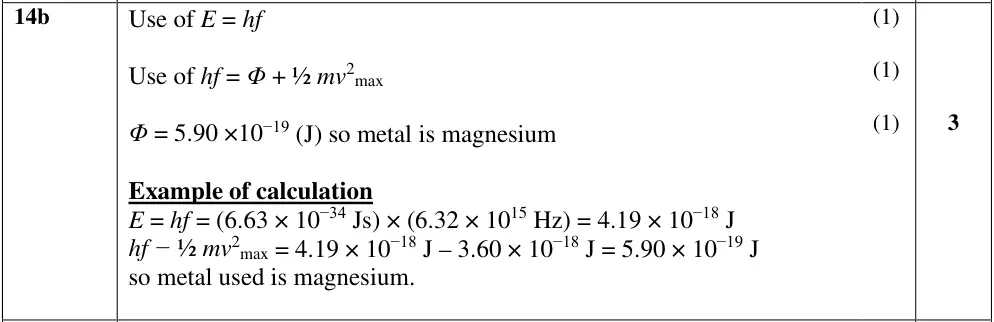 14b Use of E = hf (1)
Use of hf = Φ + ½ mv²max (1)
Φ = 5.90 ×10⁻¹⁹ (J) so metal is magnesium (1) 3
Example of calculation
E = hf = (6.63 × 10⁻³⁴ Js) × (6.32 × 10¹⁵ Hz) = 4.19 × 10⁻¹⁸ J
hf − ½ mv²max = 4.19 × 10⁻¹⁸ J – 3.60 × 10⁻¹⁸ J = 5.90 × 10⁻¹⁹ J
so metal used is magnesium.